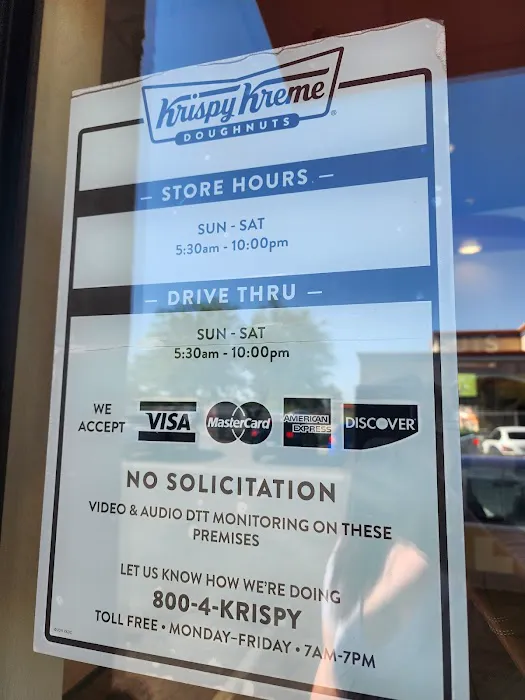 Krispy Kreme
DOUGHNUTS
STORE HOURS
SUN - SAT
5:30am - 10:00pm
DRIVE THRU
SUN - SAT
5:30am - 10:00pm
WE
ACCEPT
VISA
MasterCard
AMERICAN
EXPRESS
DISCOVER
NO SOLICITATION
VIDEO & AUDIO DTT MONITORING ON THESE
PREMISES
LET US KNOW HOW WE'RE DOING
800-4-KRISPY
TOLL FREE • MONDAY–FRIDAY • 7AM-7PM